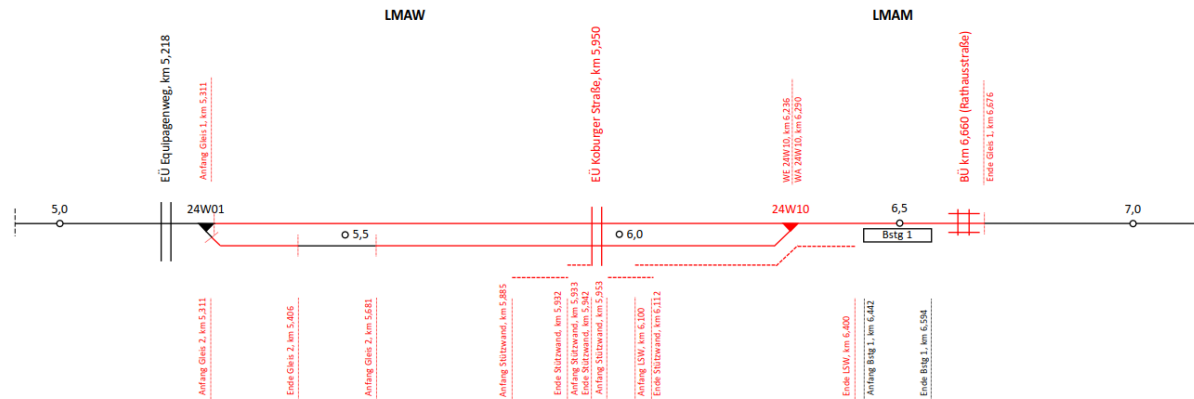 LMAW
LMAM
EÜ Equipagenweg, km 5,218
Anfang Gleis 1, km 5,311
EÜ Koburger Straße, km 5,950
WE 24W10, km 6,236
WA 24W10, km 6,290
BÜ km 6,660 (Rathausstraße)
Ende Gleis 1, km 6,676
5,0
24W01
24W10
6,5
7,0
5,5
6,0
Bstg 1
Anfang Gleis 2, km 5,311
Ende Gleis 2, km 5,406
Anfang Gleis 2, km 5,681
Anfang Stützwand, km 5,885
Ende Stützwand, km 5,932
Anfang Stützwand, km 5,933
Ende Stützwand, km 5,942
Anfang Stützwand, km 5,953
Anfang LSW, km 6,100
Ende Stützwand, km 6,112
Ende LSW, km 6,400
Anfang Bstg 1, km 6,442
Ende Bstg 1, km 6,594